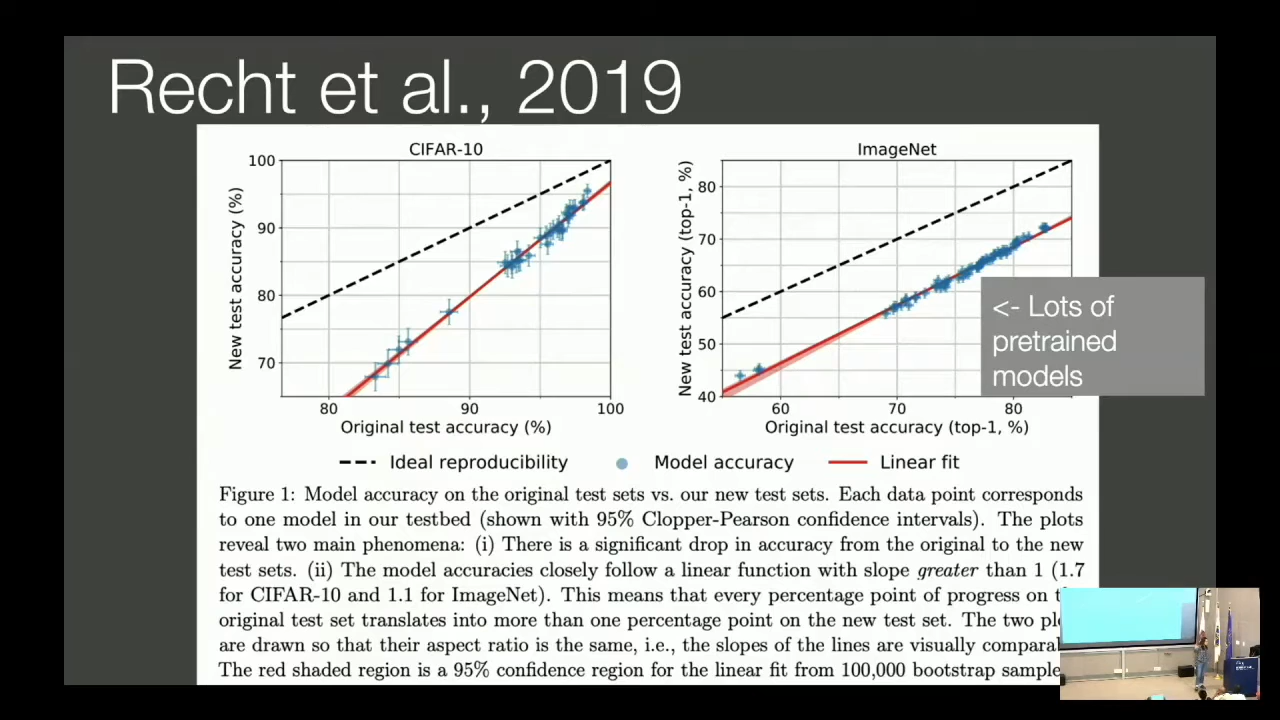 Recht et al., 2019
CIFAR-10
100
90
80
70
New test accuracy (%)
80
90
100
Original test accuracy (%)
ImageNet
80
70
60
50
40
New test accuracy (top-1, %)
60
70
80
Original test accuracy (top-1, %)
<- Lots of
pretrained
models
Ideal reproducibility
Model accuracy
Linear fit
Figure 1: Model accuracy on the original test sets vs. our new test sets. Each data point corresponds
to one model in our testbed (shown with 95% Clopper-Pearson confidence intervals). The plots
reveal two main phenomena: (i) There is a significant drop in accuracy from the original to the new
test sets. (ii) The model accuracies closely follow a linear function with slope greater than 1 (1.7
for CIFAR-10 and 1.1 for ImageNet). This means that every percentage point of progress on
original test set translates into more than one percentage point on the new test set. The two
are drawn so that their aspect ratio is the same, i.e., the slopes of the lines are visually
The red shaded region is a 95% confidence region for the linear fit from 100,000 bootstrap